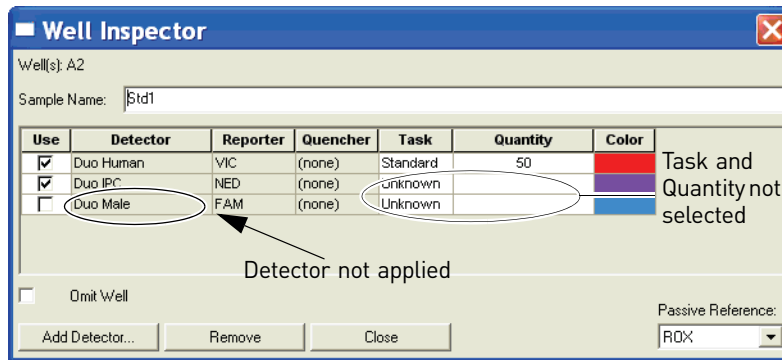 Well Inspector
Well(s): A2
Sample Name: Std1
Use Detector Reporter Quencher Task Quantity Color
Duo Human VIC (none) Standard 50
Duo IPC NED (none) Unknown
Duo Male FAM (none) Unknown
Task and
Quantity not
selected
Detector not applied
Omit Well
Passive Reference:
Add Detector... Remove Close ROX